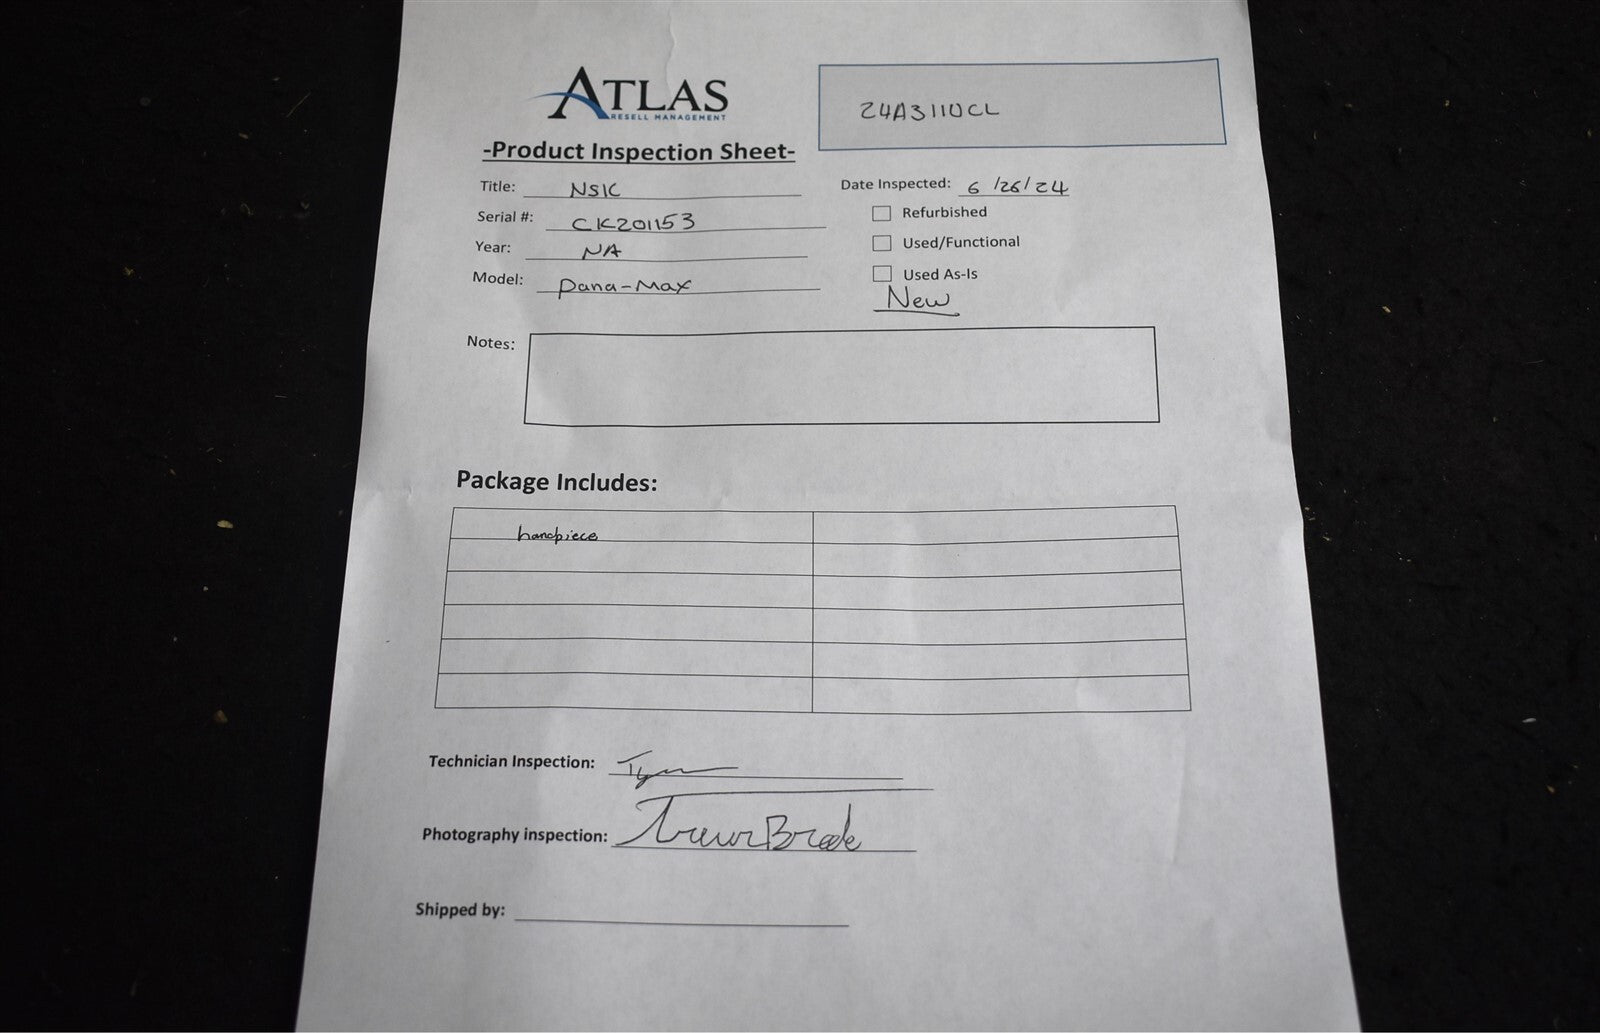 ATLAS
RESELL MANAGEMENT
24A3110CL
-Product Inspection Sheet-
Title: NSK
Date Inspected: 6/26/24
Serial #: CK201153
Refurbished
Year: NA
Used/Functional
Model: Pana-Max
Used As-Is
New
Notes:
Package Includes:
handpiece
Technician Inspection:
Photography inspection:
Shipped by: